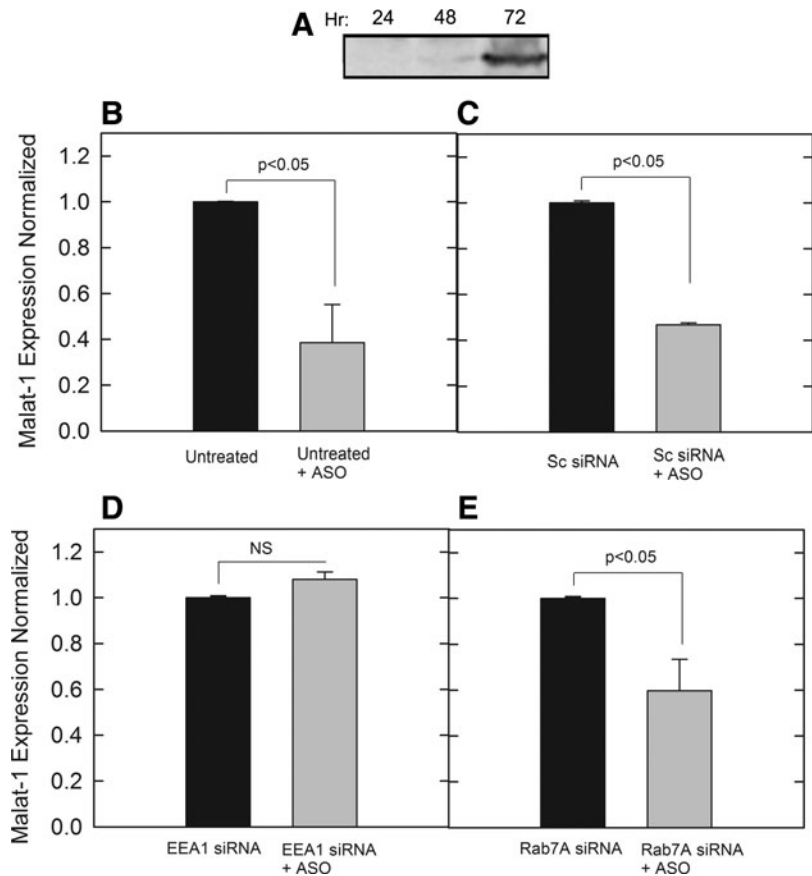 A Hr: 24 48 72
B
C
Malat-1 Expression Normalized
1.2
1.0
0.8
0.6
0.4
0.2
0.0
p<0.05
p<0.05
Untreated
Untreated
+ ASO
Sc siRNA
Sc siRNA
+ ASO
D
E
Malat-1 Expression Normalized
1.2
1.0
0.8
0.6
0.4
0.2
0.0
NS
p<0.05
EEA1 siRNA
EEA1 siRNA
+ ASO
Rab7A siRNA
Rab7A siRNA
+ ASO